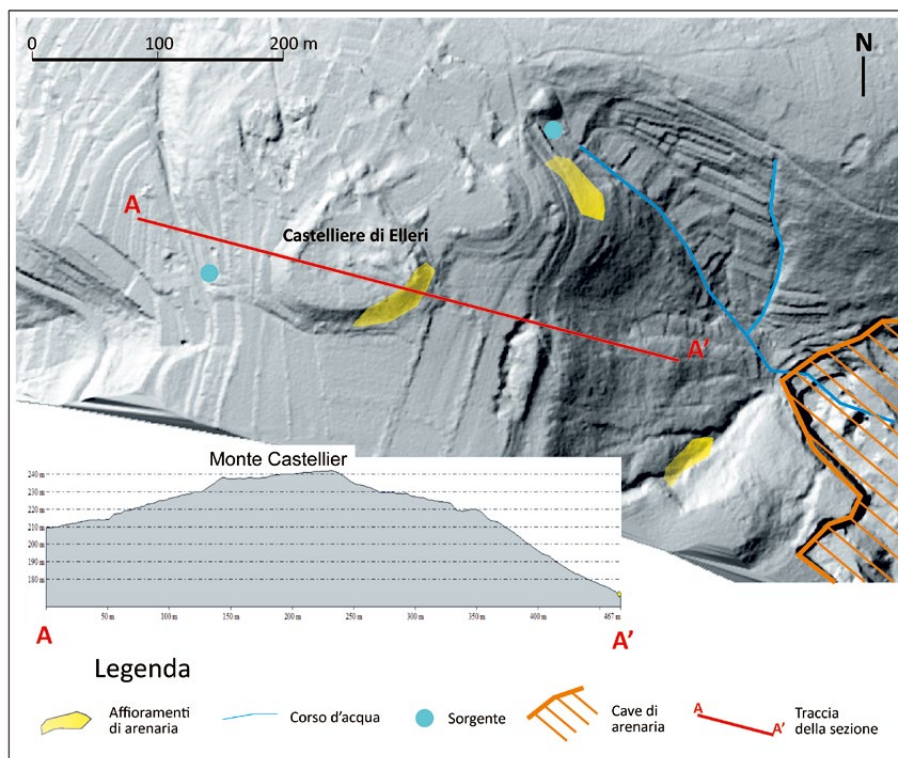 0 100 200 m
N
A
Castelliere di Elleri
A'
Monte Castellier
240 m
230 m
220 m
210 m
200 m
190 m
180 m
50 m 100 m 150 m 200 m 250 m 300 m 350 m 400 m 467 m
A A'
Legenda
Affioramenti
di arenaria
Corso d'acqua
Sorgente
Cave di
arenaria
A
A'
Traccia
della sezione